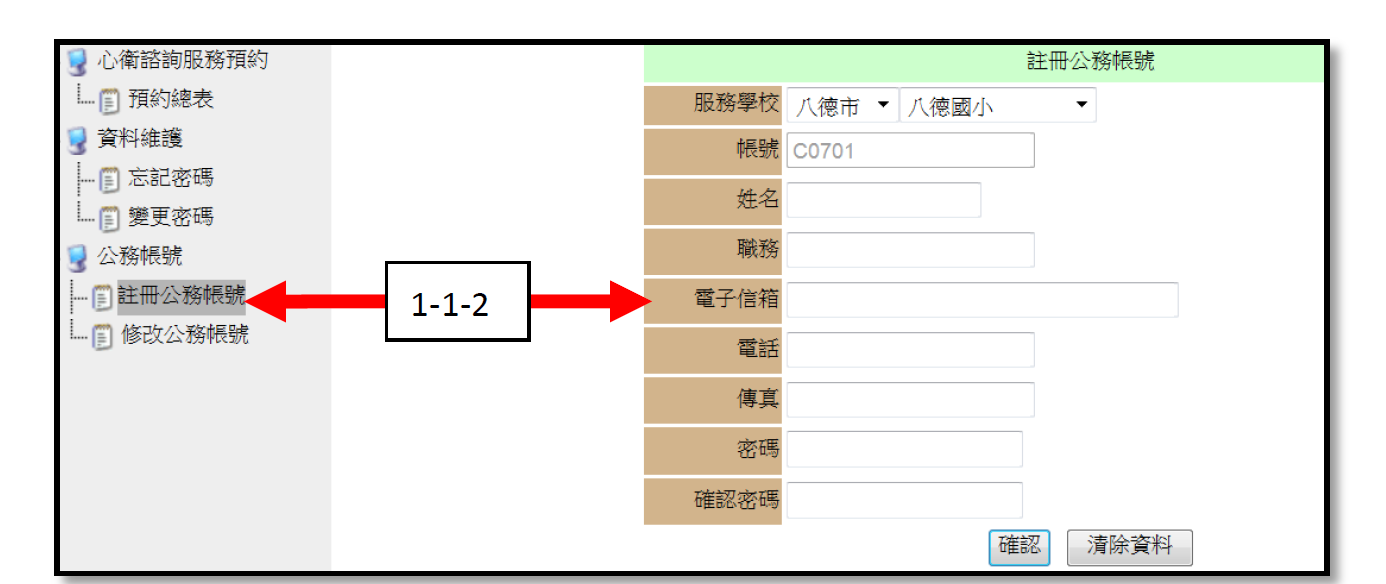 心衛諮詢服務預約
預約總表
資料維護
忘記密碼
變更密碼
公務帳號
註冊公務帳號
修改公務帳號
1-1-2
註冊公務帳號
服務學校 八德市 八德國小
帳號 C0701
姓名
職務
電子信箱
電話
傳真
密碼
確認密碼
確認 清除資料